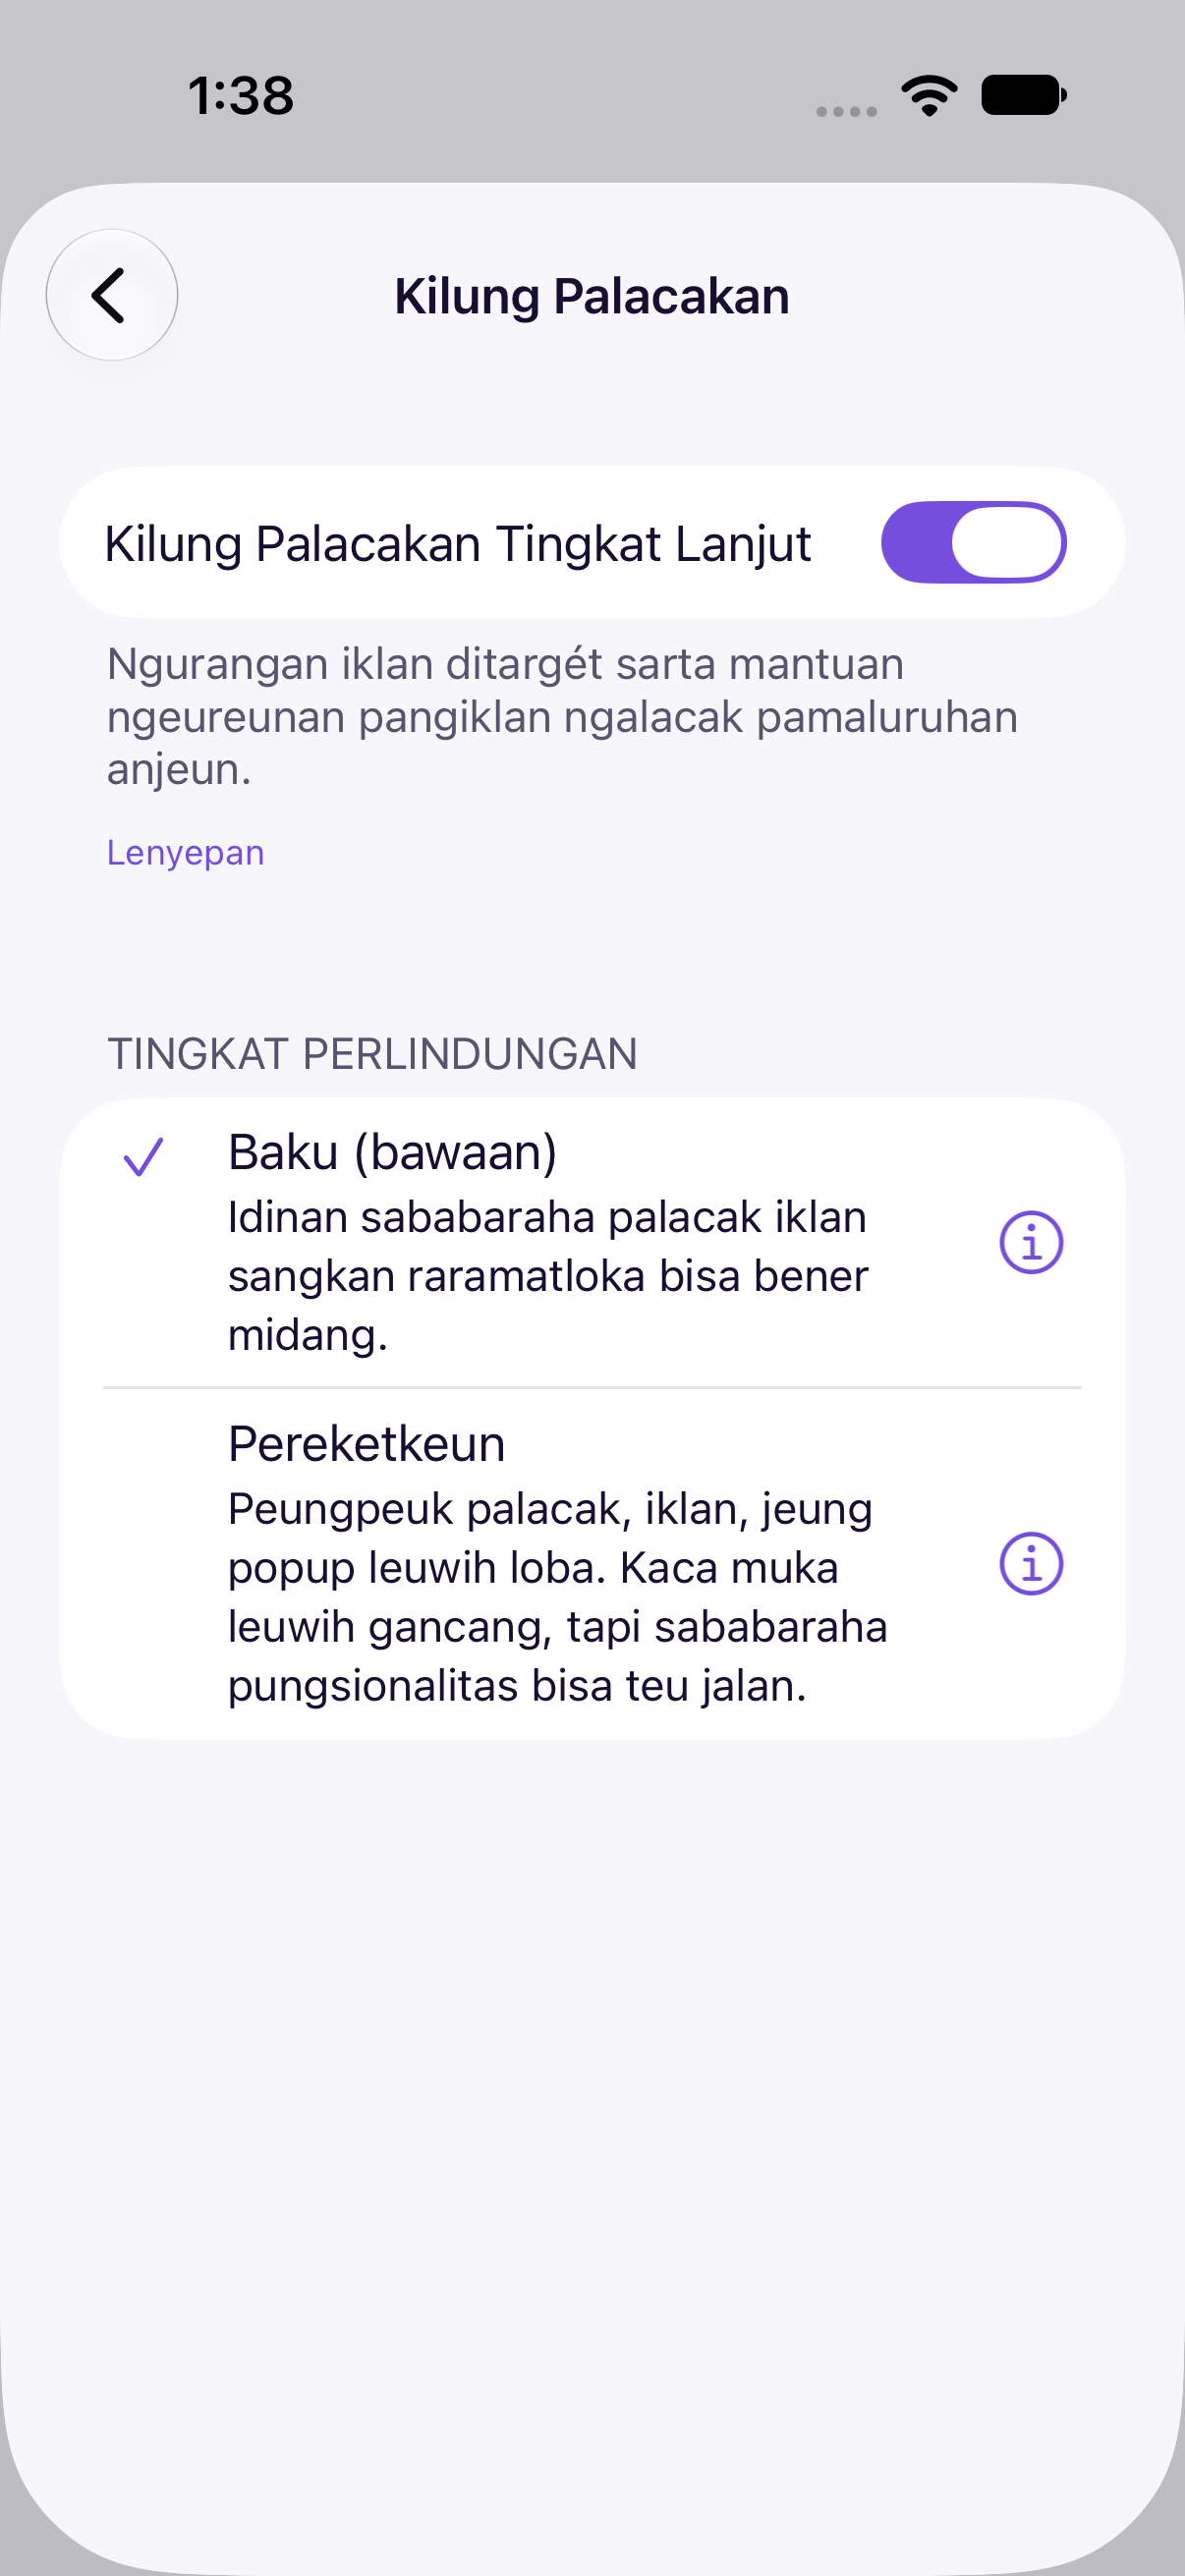 1:38
Kilung Palacakan
Kilung Palacakan Tingkat Lanjut
Ngurangan iklan ditargét sarta mantuan
ngeureunan pangiklan ngalacak pamaluruhan
anjeun.
Lenyepan
TINGKAT PERLINDUNGAN
Baku (bawaan)
Idinan sababaraha palacak iklan
sangkan raramatloka bisa bener
midang.
Pereketkeun
Peungpeuk palacak, iklan, jeung
popup leuwih loba. Kaca muka
leuwih gancang, tapi sababaraha
pungsionalitas bisa teu jalan.